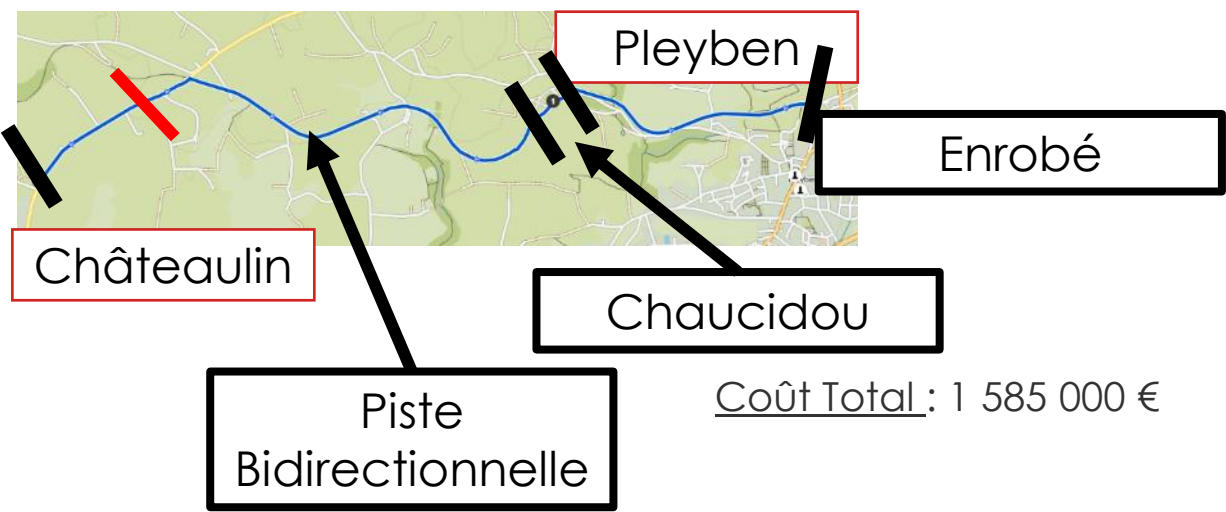 Pleyben
Enrobé
Châteaulin
Chaucidou
Piste
Bidirectionnelle
Coût Total : 1 585 000 €